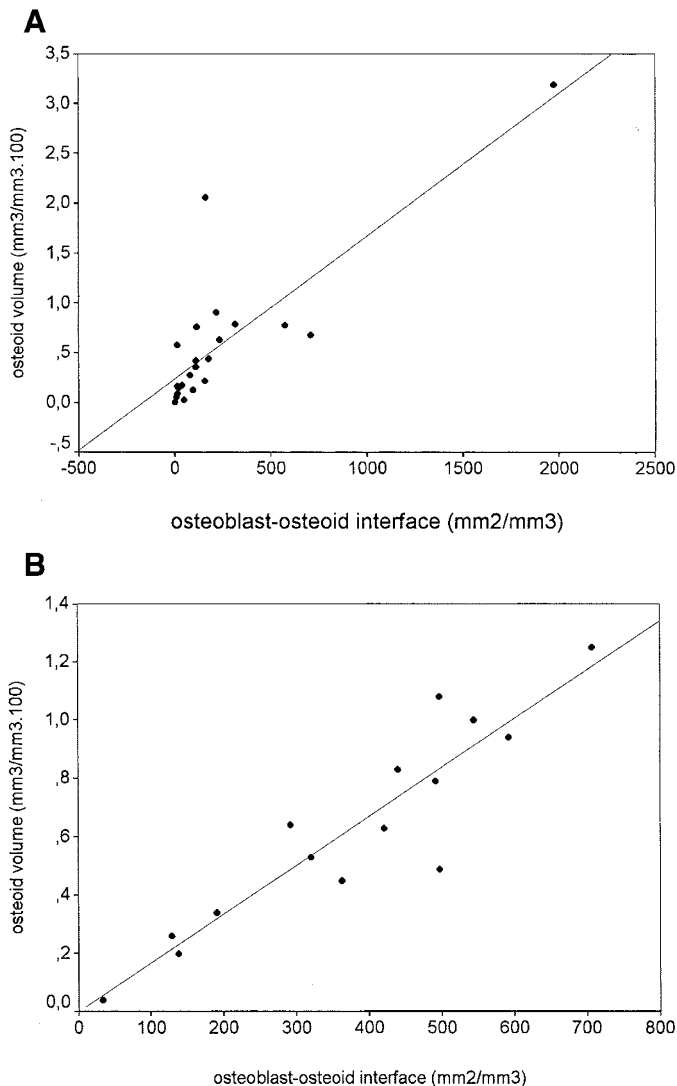 A
osteoid volume (mm3/mm3.100)
3,5
3,0
2,5
2,0
1,5
1,0
,5
0,0
-,5
-500 0 500 1000 1500 2000 2500
osteoblast-osteoid interface (mm2/mm3)
B
osteoid volume (mm3/mm3.100)
1,4
1,2
1,0
,8
,6
,4
,2
0,0
0 100 200 300 400 500 600 700 800
osteoblast-osteoid interface (mm2/mm3)